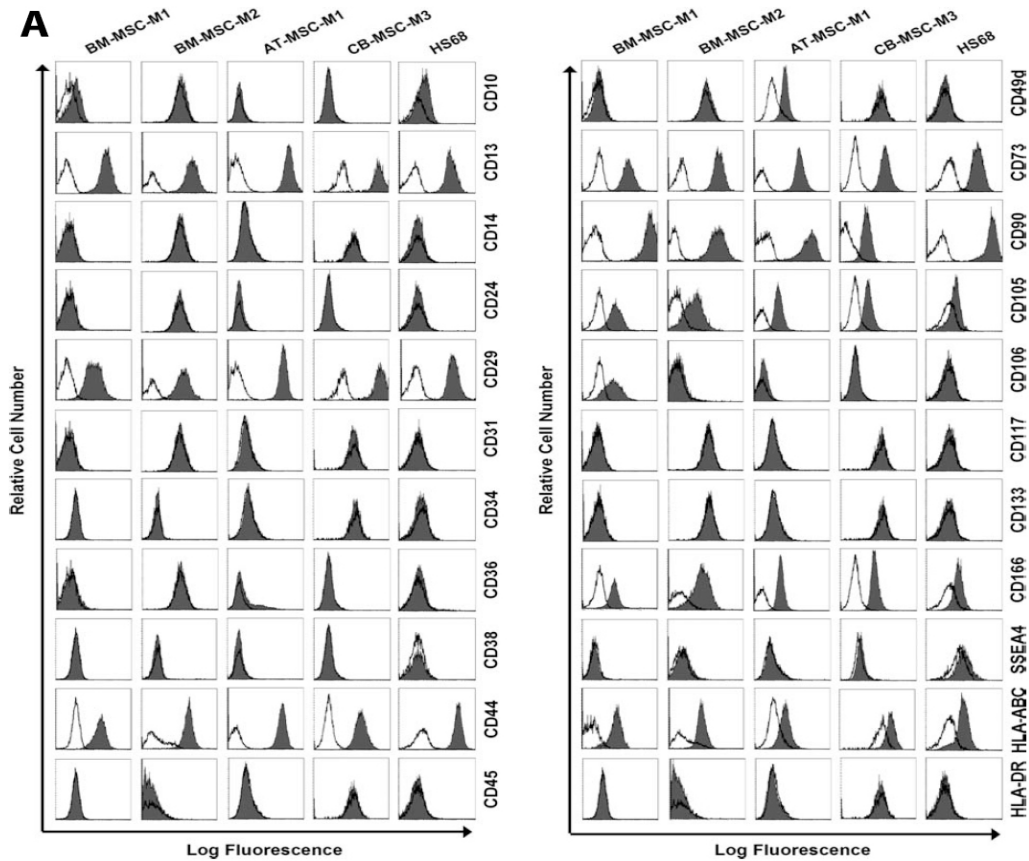 A
BM-MSC-M1 BM-MSC-M2 AT-MSC-M1 CB-MSC-M3 HS68
CD10
CD13
CD14
CD24
CD29
CD31
CD34
CD36
CD38
CD44
CD45
Relative Cell Number
Log Fluorescence
BM-MSC-M1 BM-MSC-M2 AT-MSC-M1 CB-MSC-M3 HS68
CD49d
CD73
CD90
CD105
CD106
CD117
CD133
CD166
SSEA4
HLA-ABC
HLA-DR
Relative Cell Number
Log Fluorescence